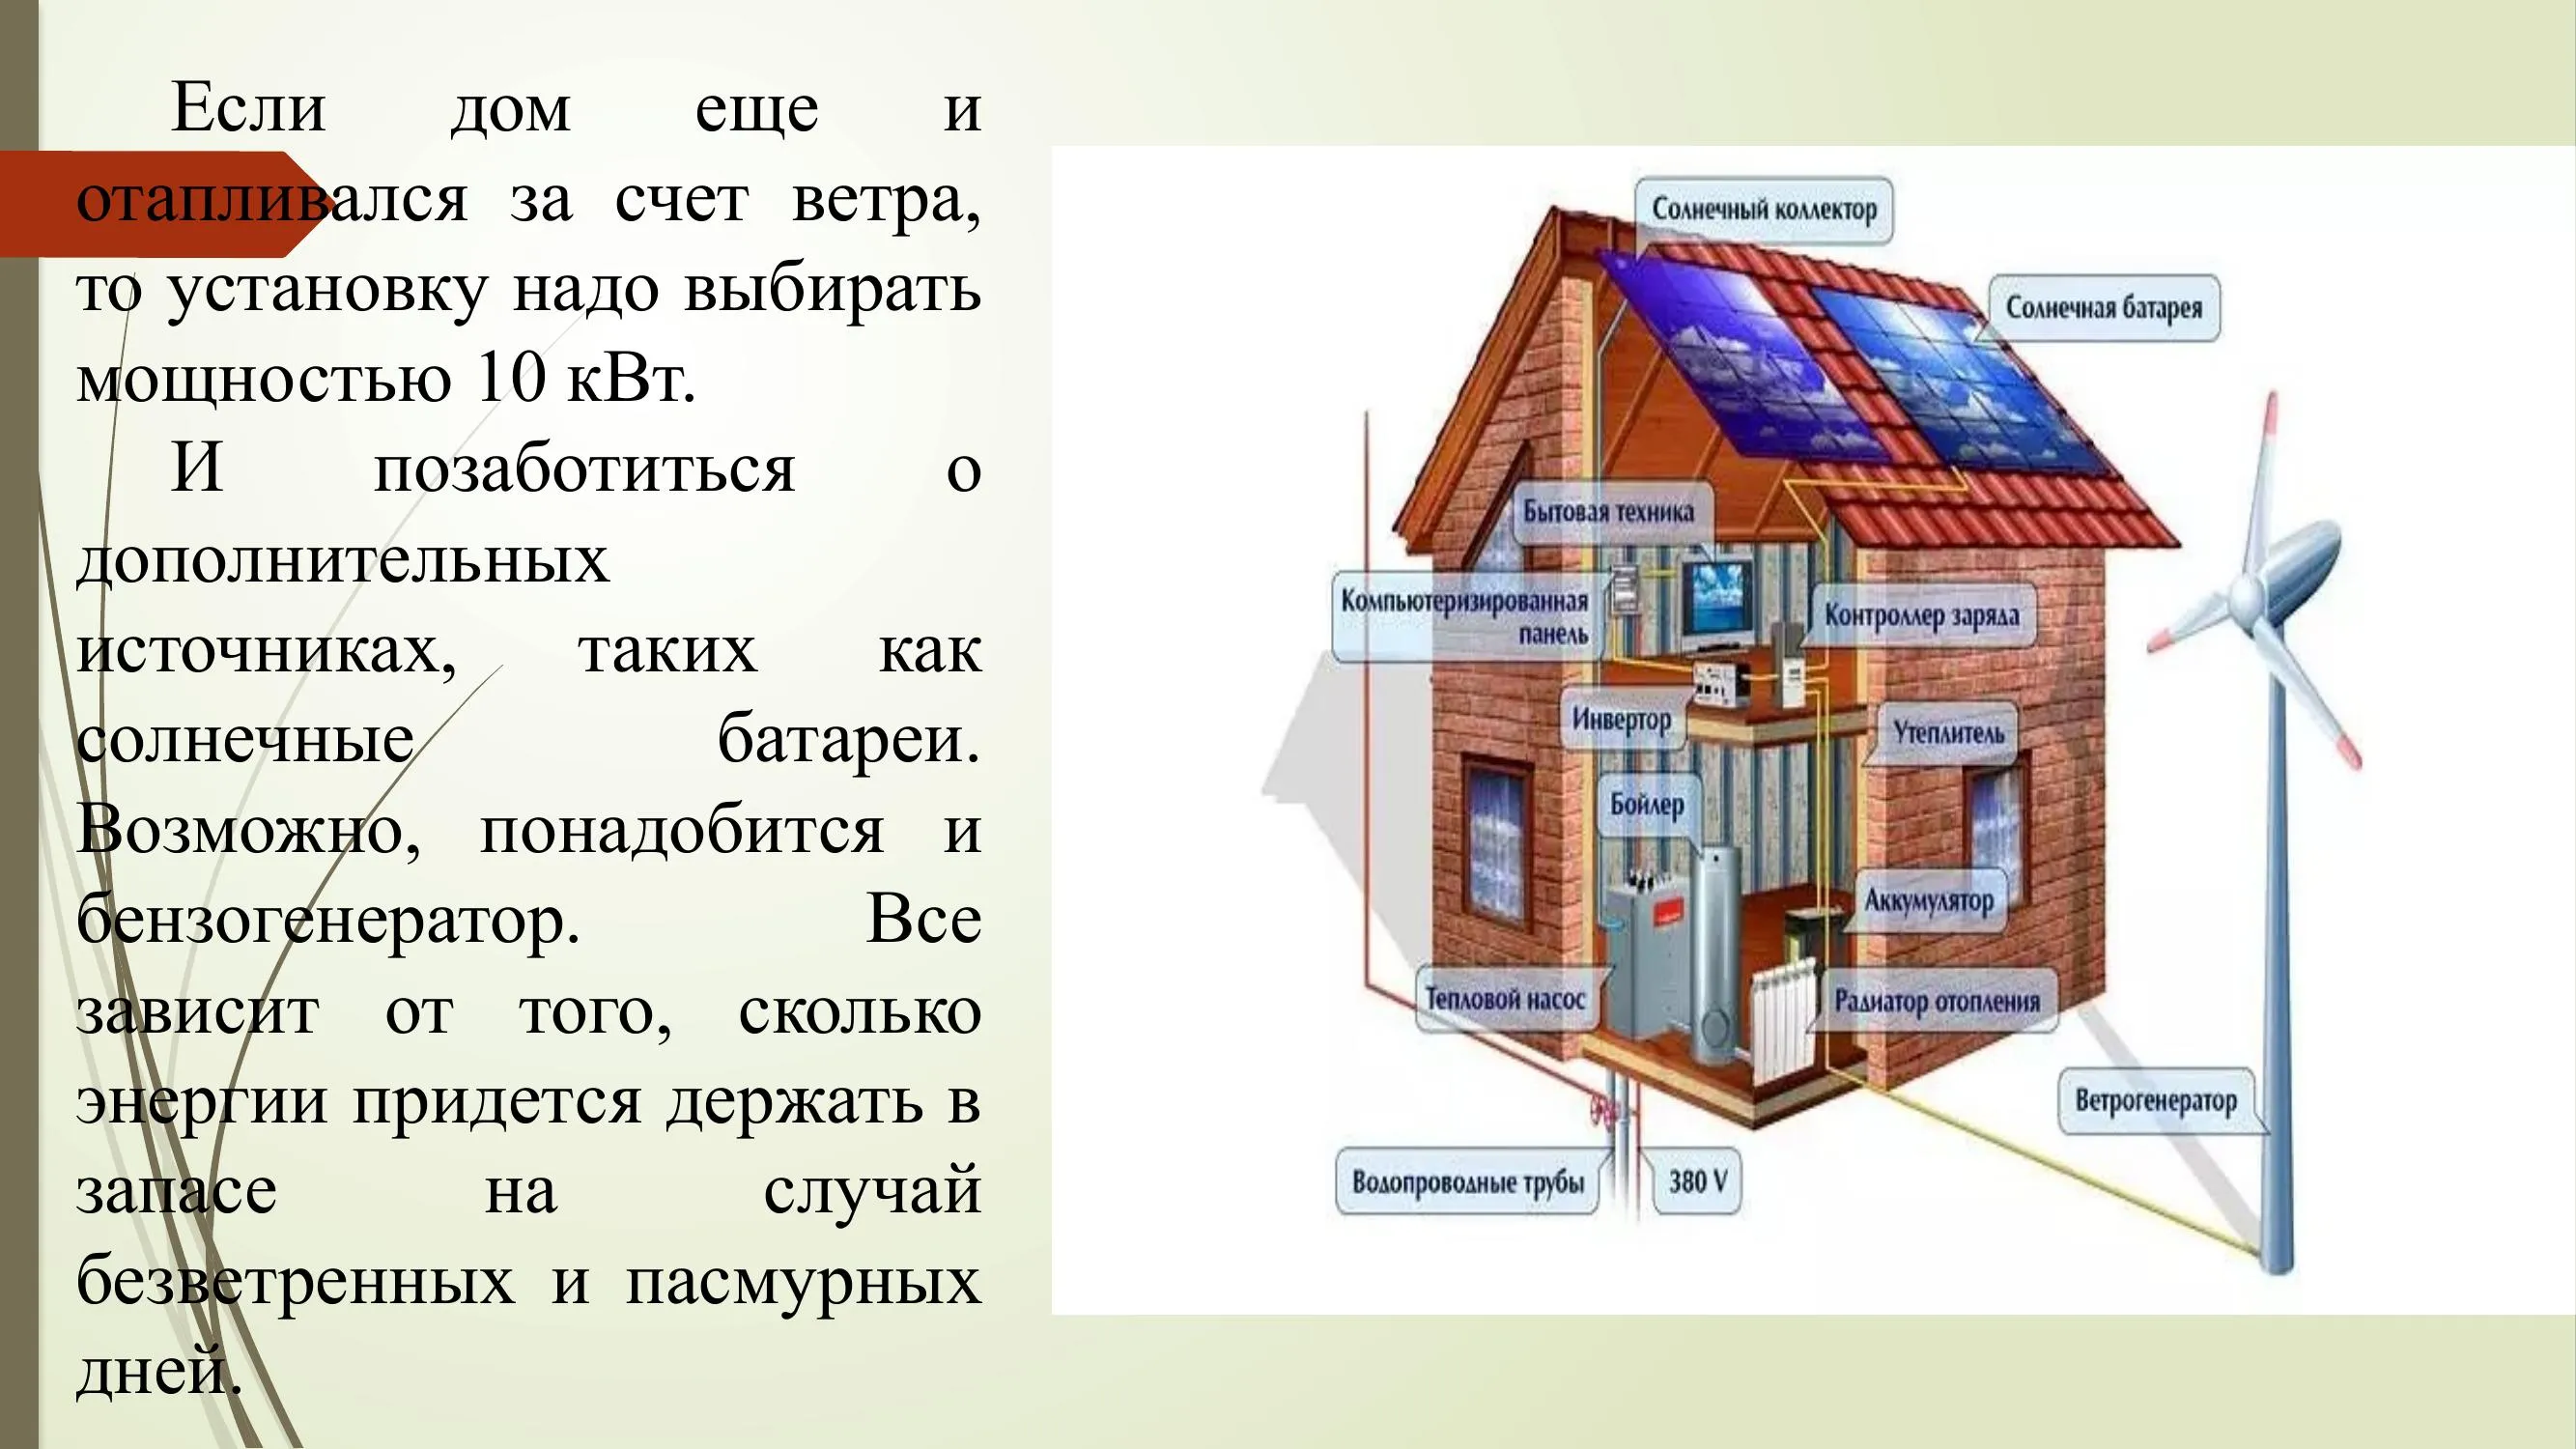 Если дом еще и
отапливался за счет ветра,
то установку надо выбирать
мощностью 10 кВт.
И позаботиться о
дополнительных
источниках, таких как
солнечные батареи.
Возможно, понадобится и
бензогенератор. Все
зависит от того, сколько
энергии придется держать в
запасе на случай
безветренных и пасмурных
дней.
Солнечный коллектор
Солнечная батарея
Бытовая техника
Компьютеризированная
панель
Контроллер заряда
Инвертор
Утеплитель
Бойлер
Аккумулятор
Тепловой насос
Радиатор отопления
Ветрогенератор
Водопроводные трубы
380 V